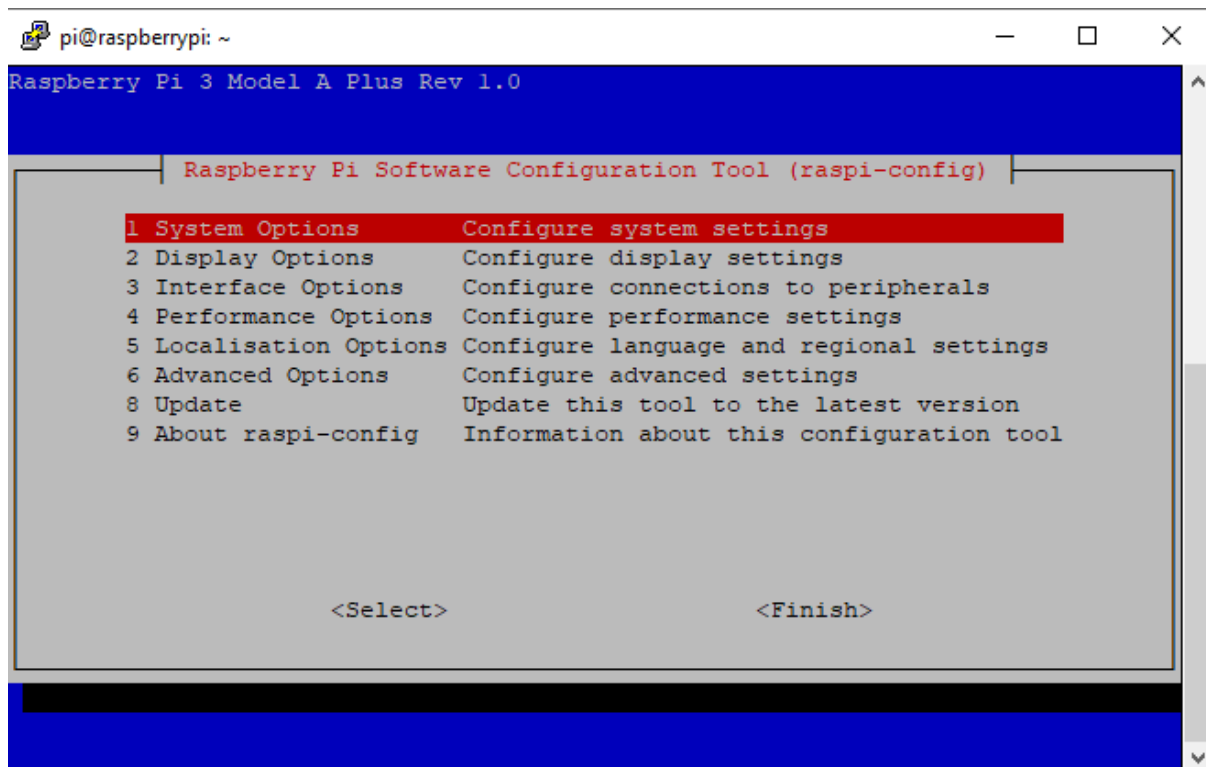 pi@raspberrypi: ~
Raspberry Pi 3 Model A Plus Rev 1.0
Raspberry Pi Software Configuration Tool (raspi-config)
1 System Options Configure system settings
2 Display Options Configure display settings
3 Interface Options Configure connections to peripherals
4 Performance Options Configure performance settings
5 Localisation Options Configure language and regional settings
6 Advanced Options Configure advanced settings
8 Update Update this tool to the latest version
9 About raspi-config Information about this configuration tool
<Select> <Finish>